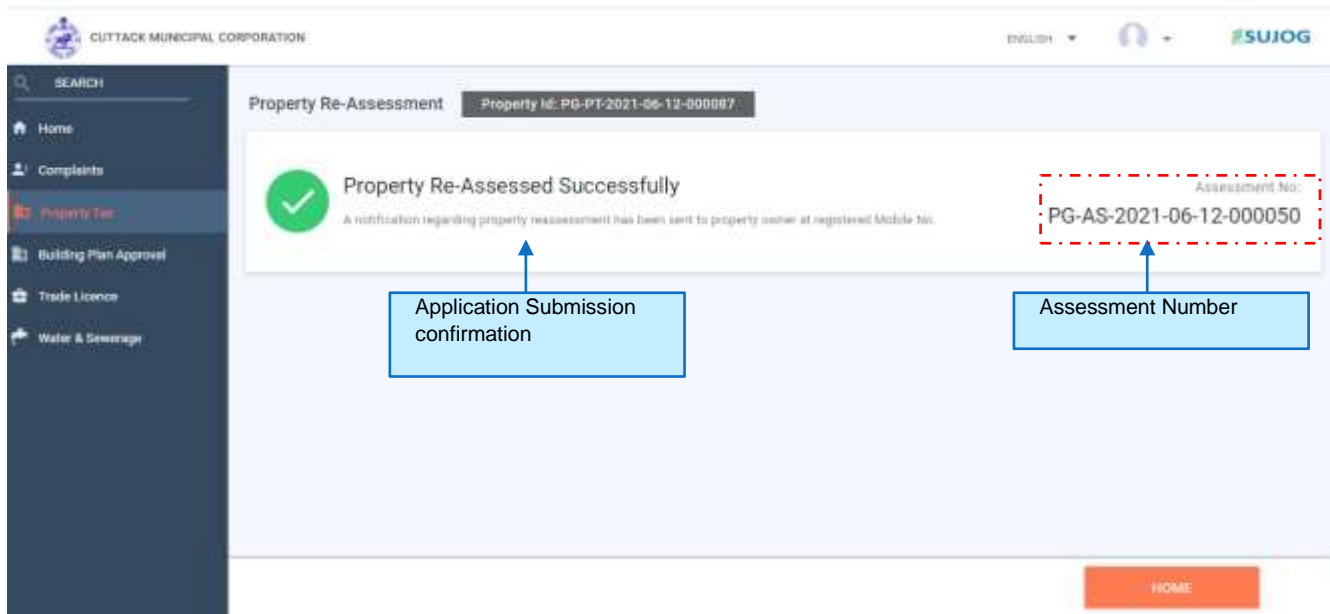 CUTTACK MUNICIPAL CORPORATION
ENGLISH
SUJOG
SEARCH
Home
Complaints
Property Tax
Building Plan Approval
Trade Licence
Water & Sewerage
Property Re-Assessment
Property Id: PG-PT-2021-06-12-000087
Property Re-Assessed Successfully
A notification regarding property reassessment has been sent to property owner at registered Mobile No.
Assessment No:
PG-AS-2021-06-12-000050
Application Submission
confirmation
Assessment Number
HOME